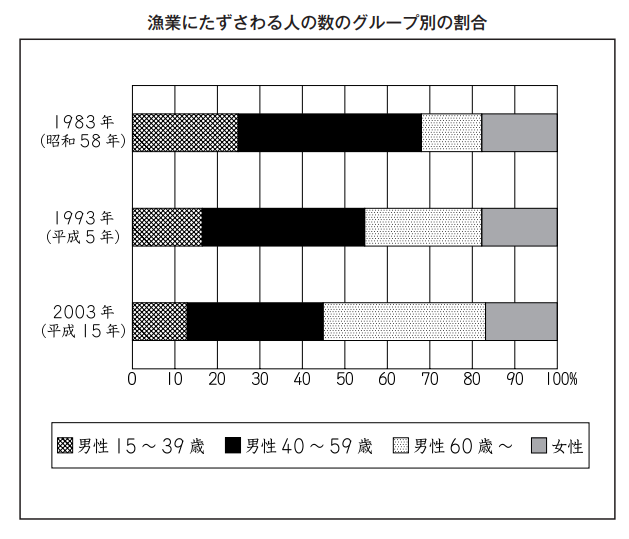 漁業にたずさわる人の数のグループ別の割合
1983年
(昭和58年)
1993年
(平成5年)
2003年
(平成15年)
0 10 20 30 40 50 60 70 80 90 100%
男性15～39歳 男性40～59歳 男性60歳～ 女性